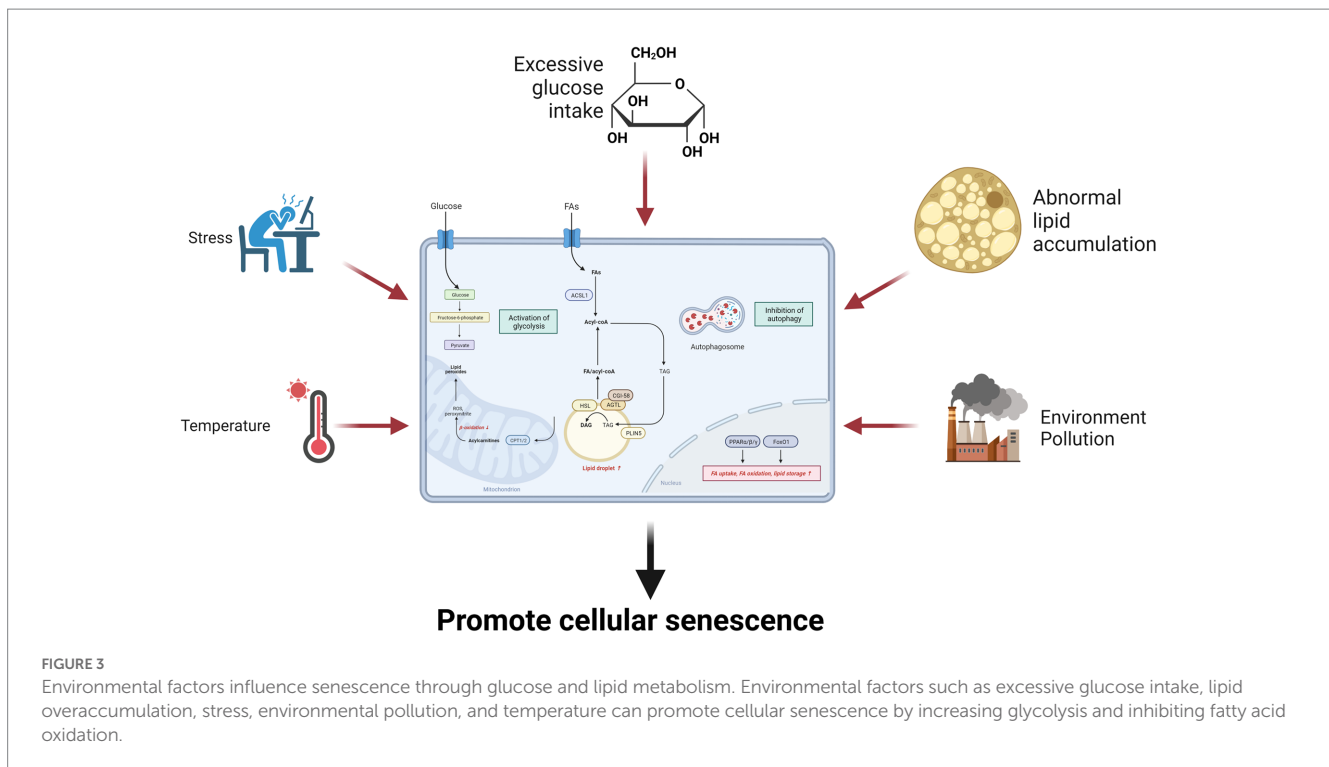 Excessive
glucose
intake
CH₂OH
O
OH
OH
OH
OH
OH
Stress
Abnormal
lipid
accumulation
Temperature
Environment
Pollution
Glucose
FAs
Glucose
Fructose-6-phosphate
Pyruvate
Activation of
glycolysis
FAs
ACSL1
Acyl-coA
FA/acyl-coA
TAG
Autophagosome
Inhibition of
autophagy
Lipid
peroxides
ROS,
peroxinitrite
β-oxidation ↓
Acylcarnitines
CPT1/2
Mitochondrion
HSL
CGI-58
AGTL
DAG
TAG
PLIN5
Lipid droplet ↑
PPARα/β/γ
FoxO1
FA uptake, FA oxidation, lipid storage ↑
Nucleus
Promote cellular senescence
FIGURE 3
Environmental factors influence senescence through glucose and lipid metabolism. Environmental factors such as excessive glucose intake, lipid
overaccumulation, stress, environmental pollution, and temperature can promote cellular senescence by increasing glycolysis and inhibiting fatty acid
oxidation.